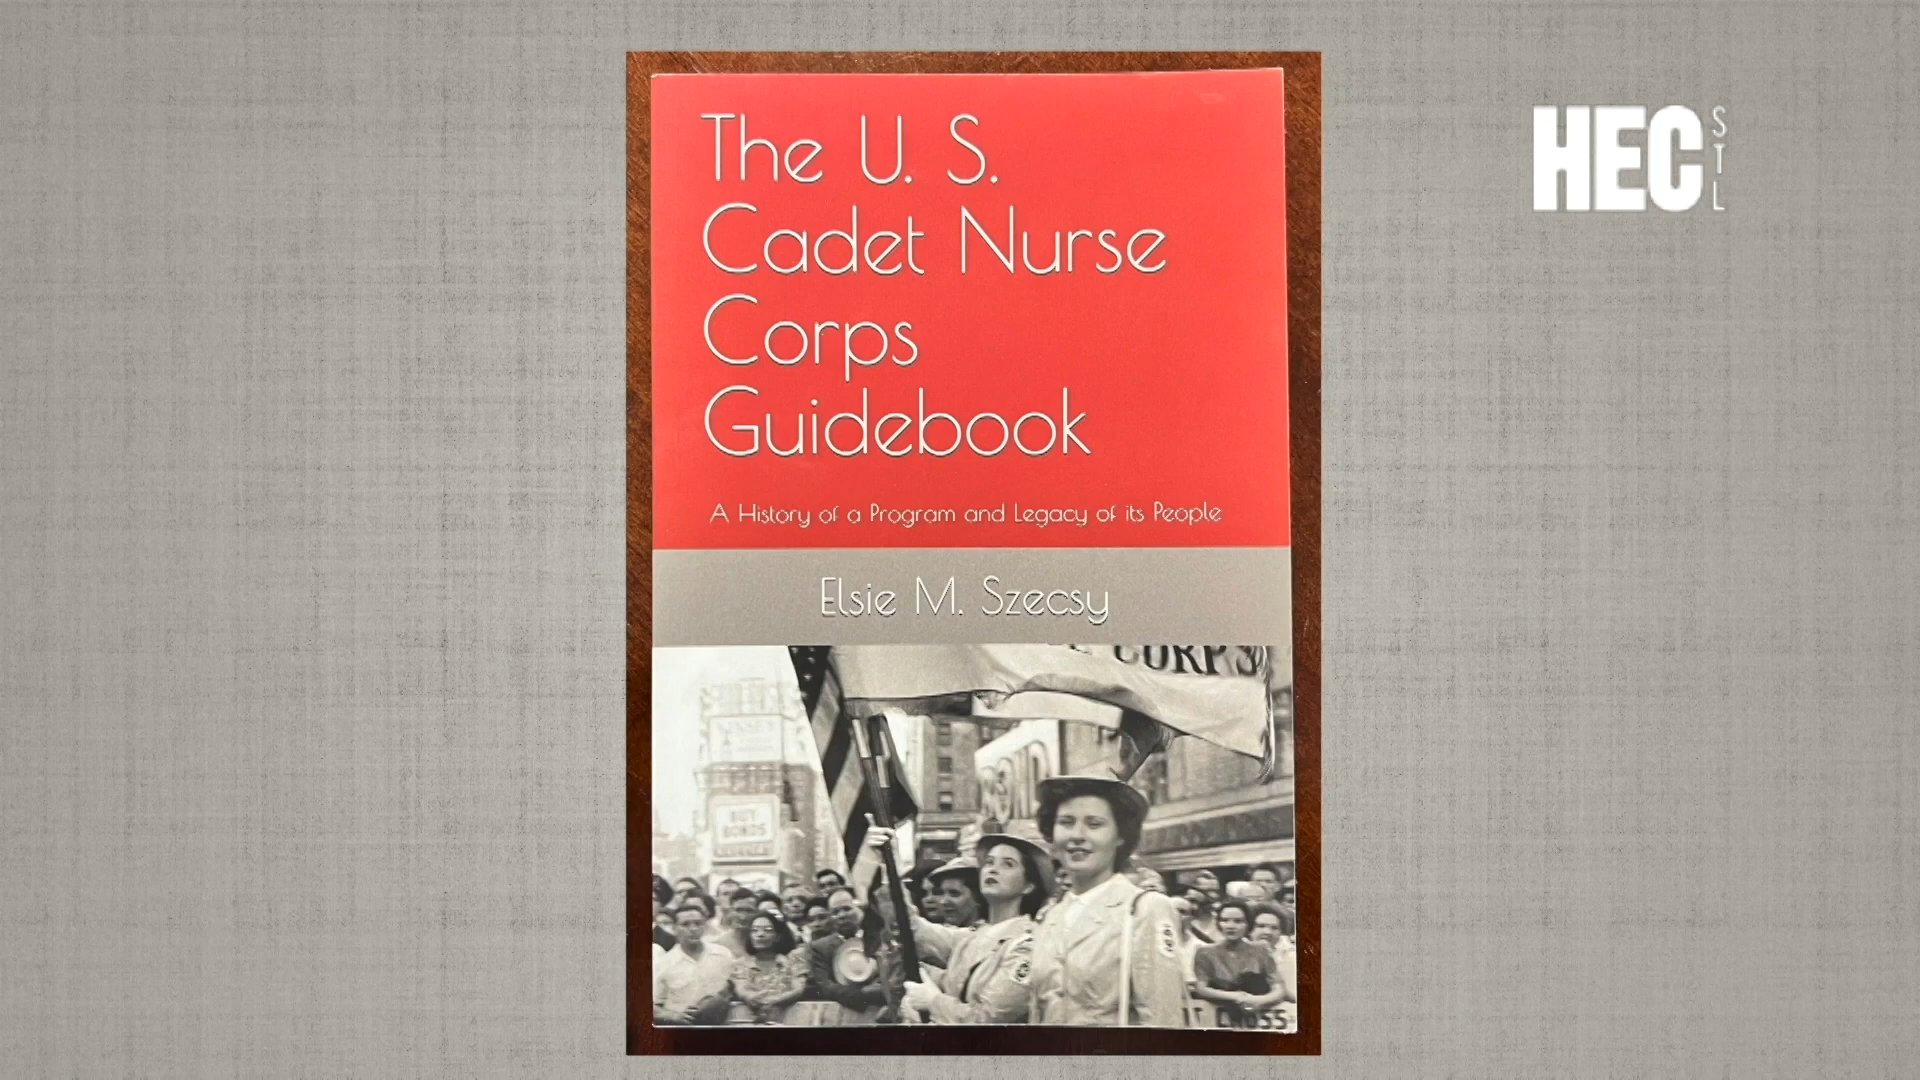 The U. S.
Cadet Nurse
Corps
Guidebook
A History of a Program and Legacy of its People
Elsie M. Szecsy
CORPS
BUY
BONDS
HEC
STL